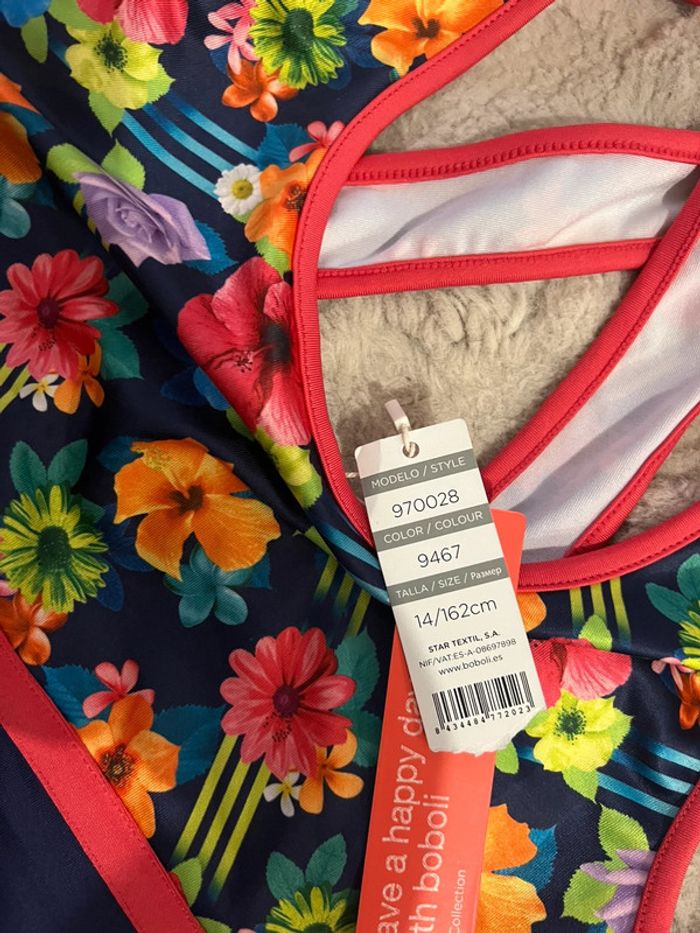 MODELO / STYLE
970028
COLOR / COLOUR
9467
TALLA / SIZE / Размер
14/162cm
STAR TEXTIL, S.A.
NIF/VAT:ES-A-08697898
www.boboli.es
8434484772023
ave a happy day
th boboli
Collection